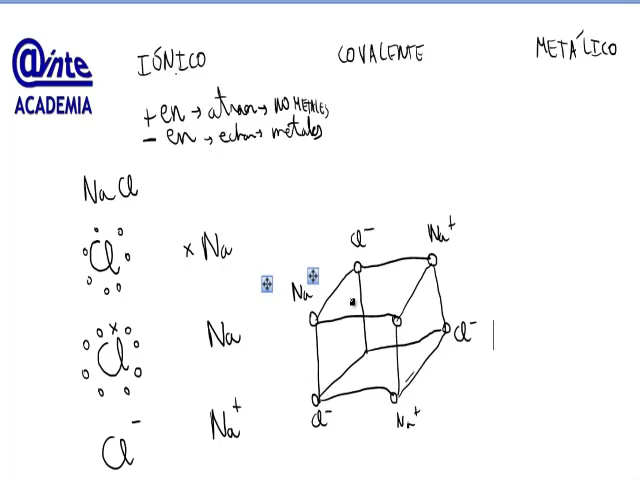 @inte
ACADEMIA
IÓNICO
COVALENTE
METÁLICO
+ en → atraen → NO METALES
- en → echan → metales
NaCl
Cl
x Na
Cl
Na
Cl⁻
Na⁺
Cl⁻
Na⁺
Na
Cl⁻
Cl⁻
Na⁺